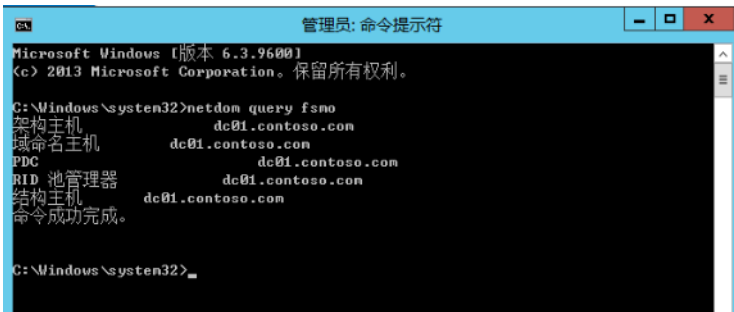 管理员: 命令提示符
Microsoft Windows [版本 6.3.9600]
(c) 2013 Microsoft Corporation。保留所有权利。
C:\Windows\system32>netdom query fsmo
架构主机 dc01.contoso.com
域命名主机 dc01.contoso.com
PDC dc01.contoso.com
RID 池管理器 dc01.contoso.com
结构主机 dc01.contoso.com
命令成功完成。
C:\Windows\system32>_